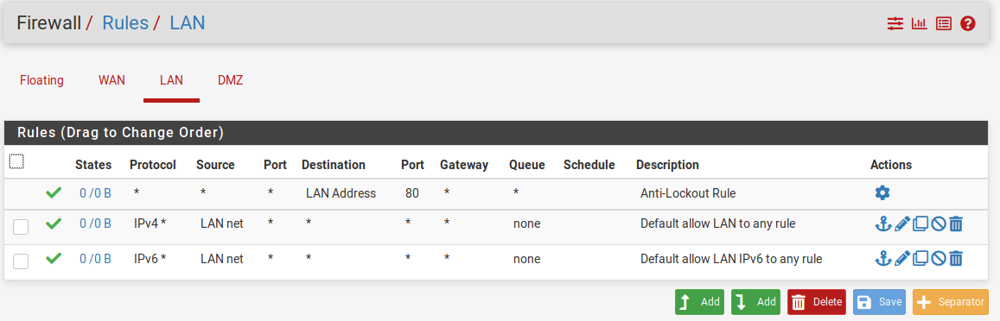 Firewall / Rules / LAN
Floating WAN LAN DMZ
Rules (Drag to Change Order)
States Protocol Source Port Destination Port Gateway Queue Schedule Description Actions
0 /0 B * * * LAN Address 80 * * Anti-Lockout Rule
0 /0 B IPv4 * LAN net * * * * none Default allow LAN to any rule
0 /0 B IPv6 * LAN net * * * * none Default allow LAN IPv6 to any rule
Add Add Delete Save Separator